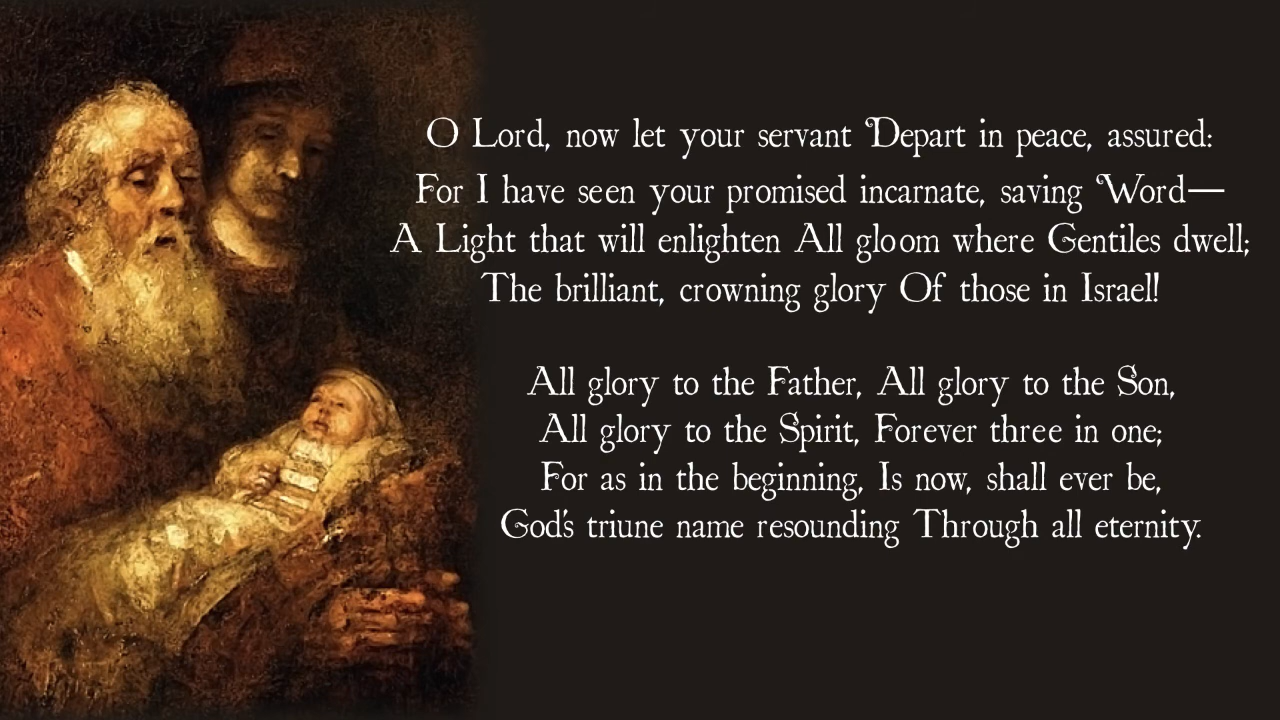 O Lord, now let your servant Depart in peace, assured:
For I have seen your promised incarnate, saving Word—
A Light that will enlighten All gloom where Gentiles dwell;
The brilliant, crowning glory Of those in Israel!
All glory to the Father, All glory to the Son,
All glory to the Spirit, Forever three in one;
For as in the beginning, Is now, shall ever be,
God's triune name resounding Through all eternity.